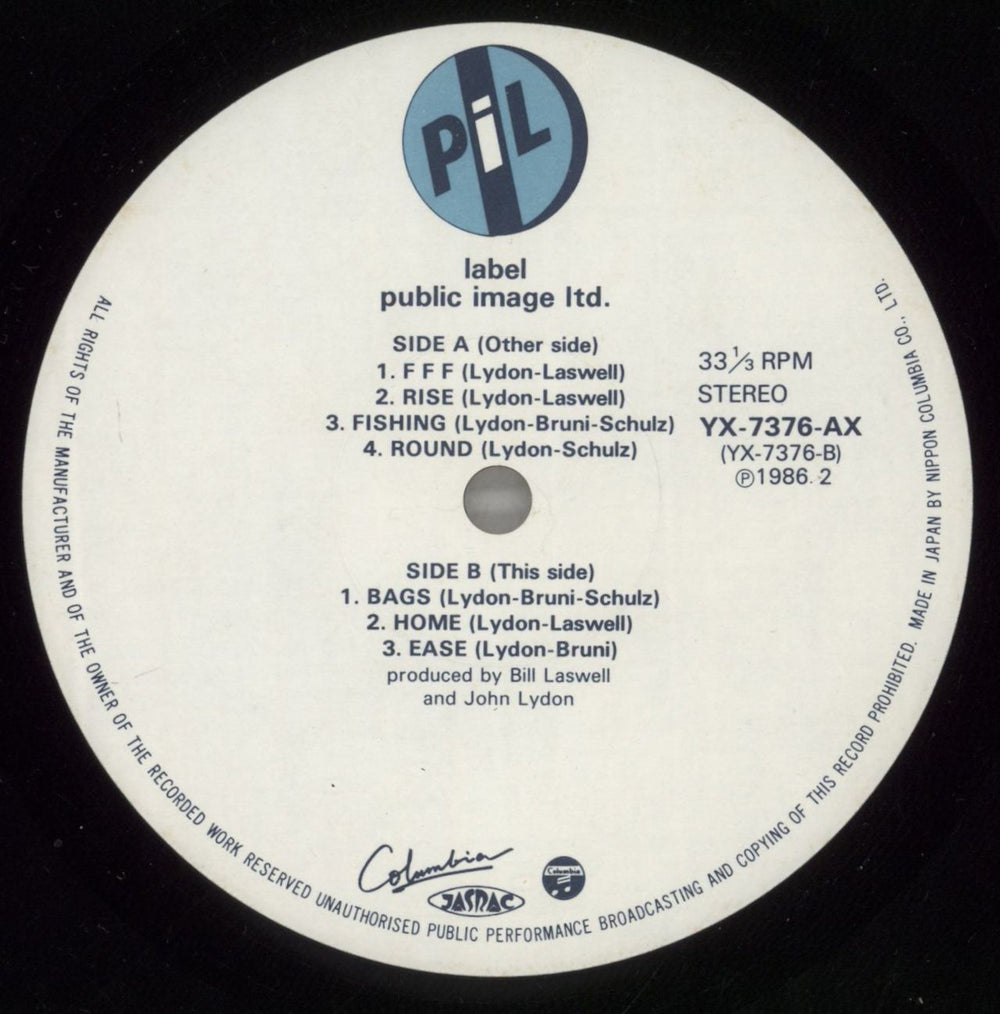 PiL
label
public image ltd.
SIDE A (Other side)
1. F F F (Lydon-Laswell)
2. RISE (Lydon-Laswell)
3. FISHING (Lydon-Bruni-Schulz)
4. ROUND (Lydon-Schulz)
33⅓ RPM
STEREO
YX-7376-AX
(YX-7376-B)
Ⓟ1986.2
SIDE B (This side)
1. BAGS (Lydon-Bruni-Schulz)
2. HOME (Lydon-Laswell)
3. EASE (Lydon-Bruni)
produced by Bill Laswell
and John Lydon
Columbia
Columbia
JASRAC
ALL RIGHTS OF THE MANUFACTURER AND OF THE OWNER OF THE RECORDED WORK RESERVED UNAUTHORISED PUBLIC PERFORMANCE BROADCASTING AND COPYING OF THIS RECORD PROHIBITED. MADE IN JAPAN BY NIPPON COLUMBIA CO., LTD.